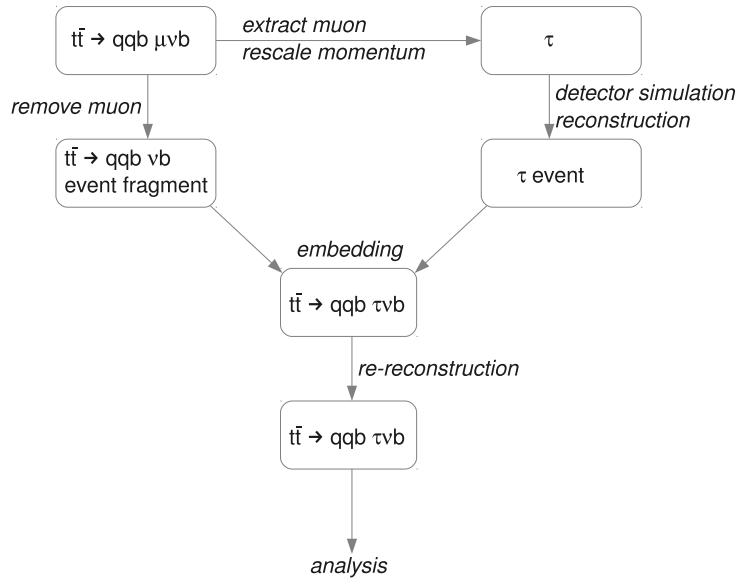 tt̄ → qqb μνb
extract muon
rescale momentum
τ
remove muon
detector simulation
reconstruction
tt̄ → qqb νb
event fragment
τ event
embedding
tt̄ → qqb τνb
re-reconstruction
tt̄ → qqb τνb
analysis